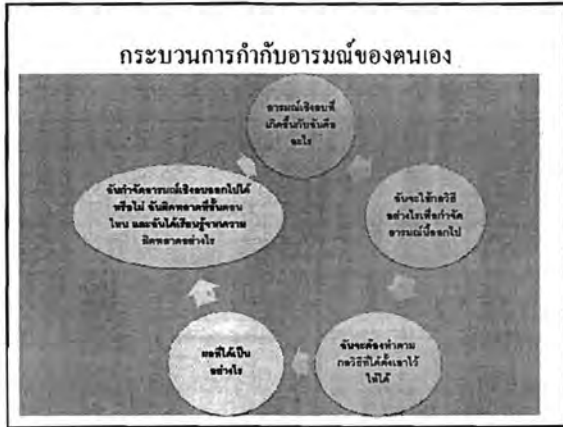 กระบวนการกำกับอารมณ์ของตนเอง
อารมณ์เชิงลบที่
เกิดขึ้นกับฉันคือ
อะไร
ฉันจะใช้กลวิธี
อย่างไรเพื่อกำจัด
อารมณ์นี้ออกไป
ฉันจะต้องทำตาม
กลวิธีที่ได้ตั้งเอาไว้
ให้ได้
ผลที่ได้เป็น
อย่างไร
ฉันกำจัดอารมณ์เชิงลบออกไปได้
หรือไม่ ฉันผิดพลาดที่ขั้นตอน
ไหน และฉันได้เรียนรู้จากความ
ผิดพลาดอย่างไร